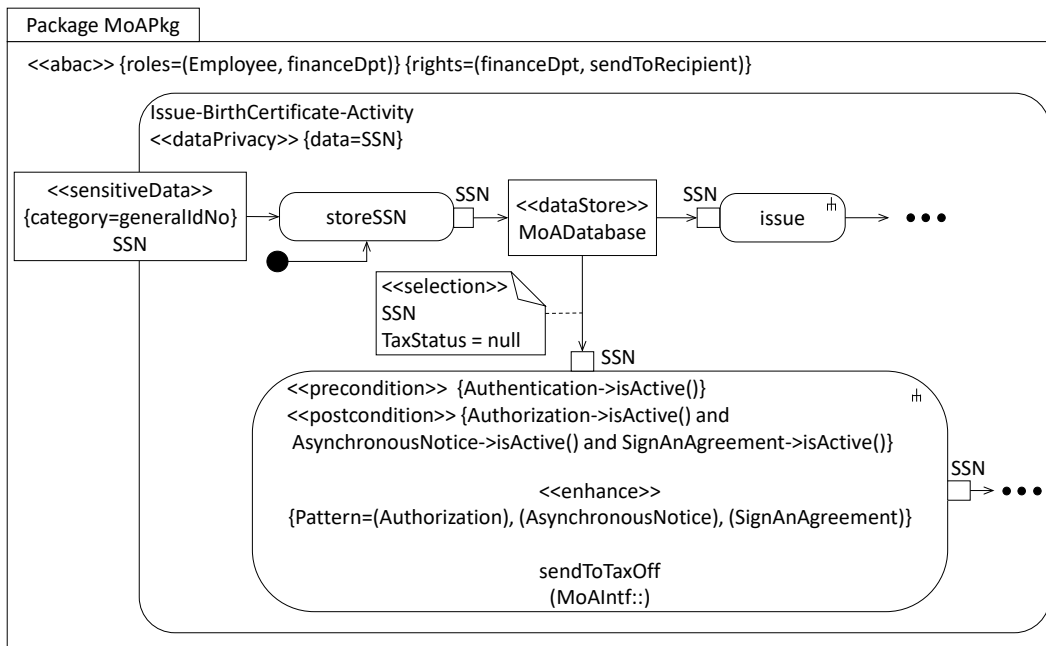 Package MoAPkg
<<abac>> {roles=(Employee, financeDpt)} {rights=(financeDpt, sendToRecipient)}
Issue-BirthCertificate-Activity
<<dataPrivacy>> {data=SSN}
<<sensitiveData>>
{category=generalIdNo}
SSN
storeSSN
SSN
<<dataStore>>
MoADatabase
SSN
issue
<<selection>>
SSN
TaxStatus = null
SSN
<<precondition>> {Authentication->isActive()}
<<postcondition>> {Authorization->isActive() and
AsynchronousNotice->isActive() and SignAnAgreement->isActive()}
<<enhance>>
{Pattern=(Authorization), (AsynchronousNotice), (SignAnAgreement)}
sendToTaxOff
(MoAIntf::)
SSN